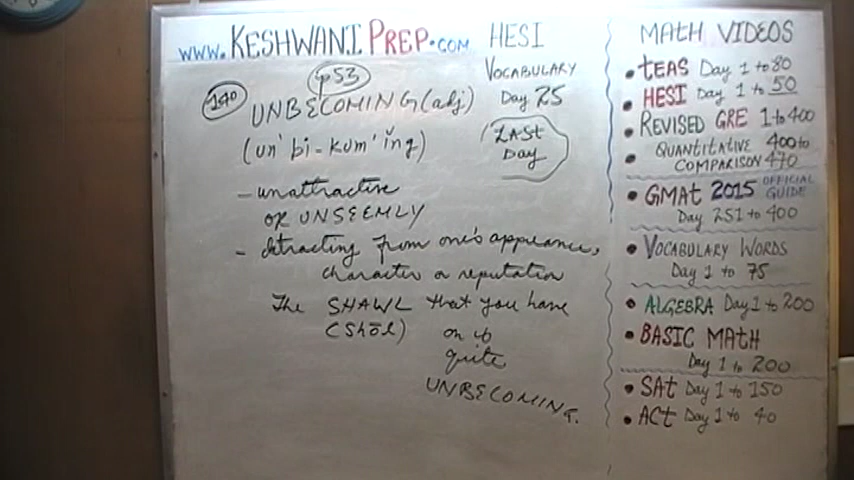 www.KESHWANI PREP.com
HESI
VOCABULARY
Day 25
LAST
Day
p53
140
UNBECOMING (adj)
(un' bi-kum' ing)
- unattractive
or UNSEEMLY
- detracting from one's appearance,
character or reputation
The SHAWL that you have
(Shôl) on is
quite
UNBECOMING.
MATH VIDEOS
• TEAS Day 1 to 80
• HESI Day 1 to 50
• REVISED GRE 1 to 400
• QUANTITATIVE 400 to
COMPARISON 470
• GMAT 2015 OFFICIAL
GUIDE
Day 251 to 400
• VOCABULARY WORDS
Day 1 to 75
• ALGEBRA Day 1 to 200
• BASIC MATH
Day 1 to 200
• SAT Day 1 to 150
• ACT Day 1 to 40